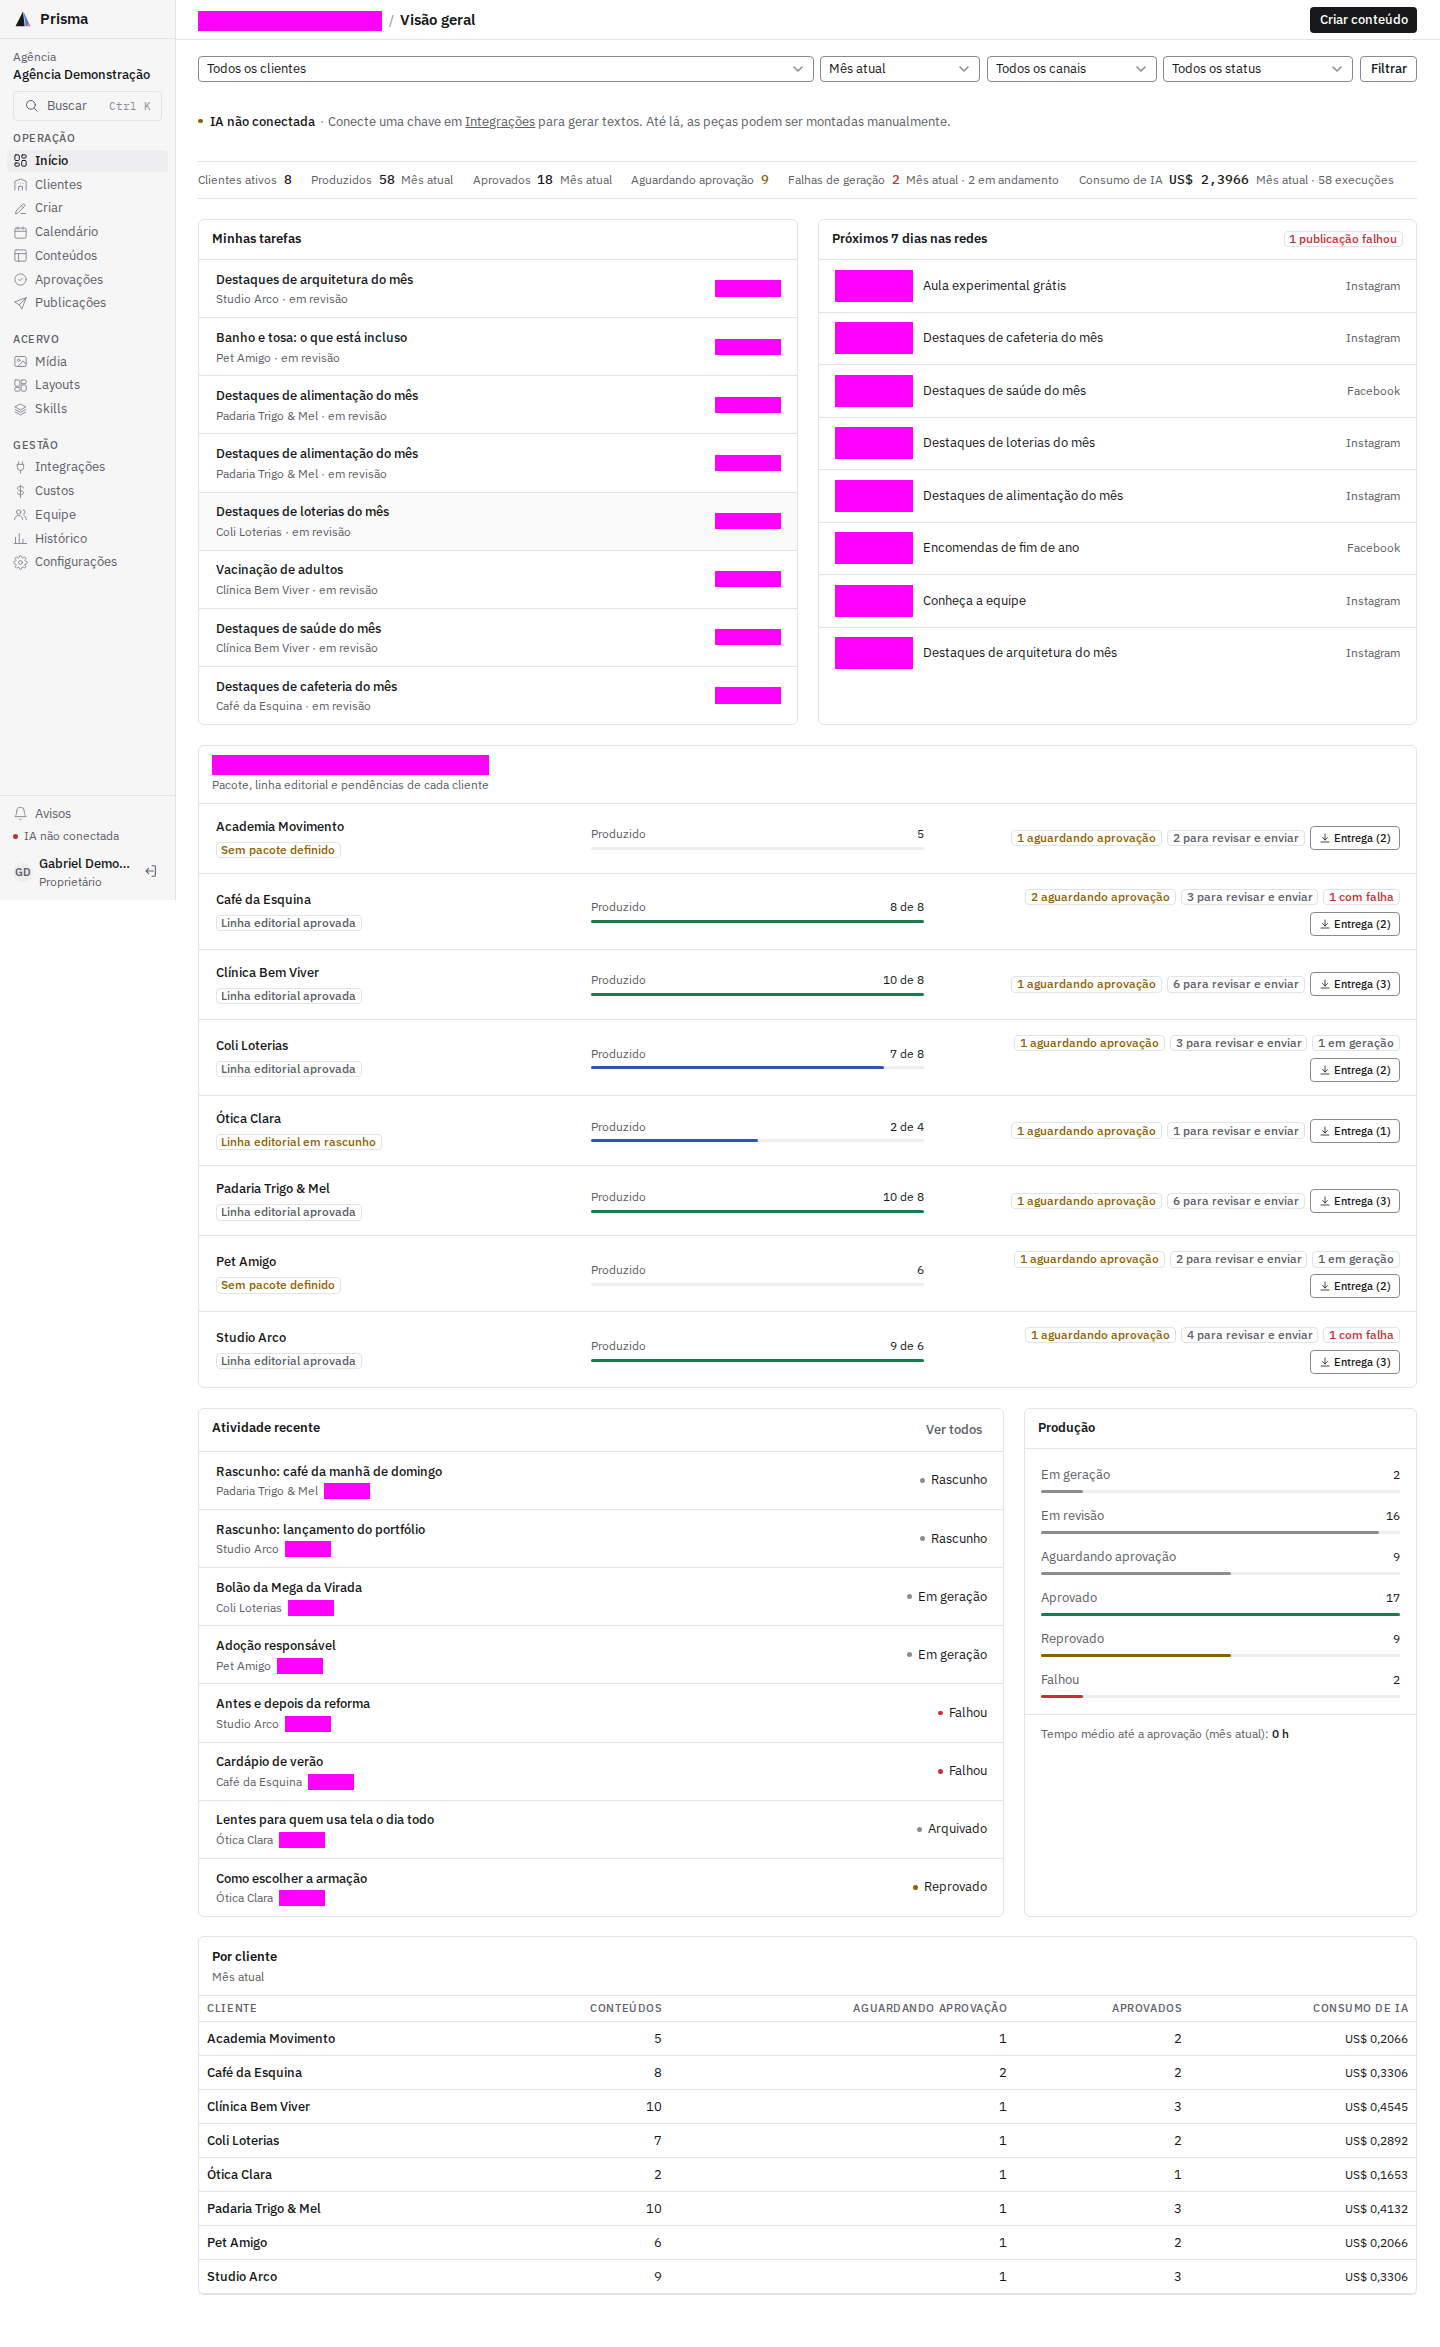 Prisma
Agência
Agência Demonstração
Buscar Ctrl K
OPERAÇÃO
Início
Clientes
Criar
Calendário
Conteúdos
Aprovações
Publicações
ACERVO
Mídia
Layouts
Skills
GESTÃO
Integrações
Custos
Equipe
Histórico
Configurações
Avisos
IA não conectada
GD Gabriel Demo...
Proprietário
/ Visão geral
Criar conteúdo
Todos os clientes Mês atual Todos os canais Todos os status Filtrar
IA não conectada · Conecte uma chave em Integrações para gerar textos. Até lá, as peças podem ser montadas manualmente.
Clientes ativos 8 Produzidos 58 Mês atual Aprovados 18 Mês atual Aguardando aprovação 9 Falhas de geração 2 Mês atual · 2 em andamento Consumo de IA US$ 2,3966 Mês atual · 58 execuções
Minhas tarefas
Destaques de arquitetura do mês
Studio Arco · em revisão
Banho e tosa: o que está incluso
Pet Amigo · em revisão
Destaques de alimentação do mês
Padaria Trigo & Mel · em revisão
Destaques de alimentação do mês
Padaria Trigo & Mel · em revisão
Destaques de loterias do mês
Coli Loterias · em revisão
Vacinação de adultos
Clínica Bem Viver · em revisão
Destaques de saúde do mês
Clínica Bem Viver · em revisão
Destaques de cafeteria do mês
Café da Esquina · em revisão
Próximos 7 dias nas redes 1 publicação falhou
Aula experimental grátis Instagram
Destaques de cafeteria do mês Instagram
Destaques de saúde do mês Facebook
Destaques de loterias do mês Instagram
Destaques de alimentação do mês Instagram
Encomendas de fim de ano Facebook
Conheça a equipe Instagram
Destaques de arquitetura do mês Instagram
Pacote, linha editorial e pendências de cada cliente
Academia Movimento
Sem pacote definido
Produzido 5
1 aguardando aprovação 2 para revisar e enviar Entrega (2)
Café da Esquina
Linha editorial aprovada
Produzido 8 de 8
2 aguardando aprovação 3 para revisar e enviar 1 com falha
Entrega (2)
Clínica Bem Viver
Linha editorial aprovada
Produzido 10 de 8
1 aguardando aprovação 6 para revisar e enviar Entrega (3)
Coli Loterias
Linha editorial aprovada
Produzido 7 de 8
1 aguardando aprovação 3 para revisar e enviar 1 em geração
Entrega (2)
Ótica Clara
Linha editorial em rascunho
Produzido 2 de 4
1 aguardando aprovação 1 para revisar e enviar Entrega (1)
Padaria Trigo & Mel
Linha editorial aprovada
Produzido 10 de 8
1 aguardando aprovação 6 para revisar e enviar Entrega (3)
Pet Amigo
Sem pacote definido
Produzido 6
1 aguardando aprovação 2 para revisar e enviar 1 em geração
Entrega (2)
Studio Arco
Linha editorial aprovada
Produzido 9 de 6
1 aguardando aprovação 4 para revisar e enviar 1 com falha
Entrega (3)
Atividade recente Ver todos
Rascunho: café da manhã de domingo
Padaria Trigo & Mel
Rascunho
Rascunho: lançamento do portfólio
Studio Arco
Rascunho
Bolão da Mega da Virada
Coli Loterias
Em geração
Adoção responsável
Pet Amigo
Em geração
Antes e depois da reforma
Studio Arco
Falhou
Cardápio de verão
Café da Esquina
Falhou
Lentes para quem usa tela o dia todo
Ótica Clara
Arquivado
Como escolher a armação
Ótica Clara
Reprovado
Produção
Em geração 2
Em revisão 16
Aguardando aprovação 9
Aprovado 17
Reprovado 9
Falhou 2
Tempo médio até a aprovação (mês atual): 0 h
Por cliente
Mês atual
CLIENTE CONTEÚDOS AGUARDANDO APROVAÇÃO APROVADOS CONSUMO DE IA
Academia Movimento 5 1 2 US$ 0,2066
Café da Esquina 8 2 2 US$ 0,3306
Clínica Bem Viver 10 1 3 US$ 0,4545
Coli Loterias 7 1 2 US$ 0,2892
Ótica Clara 2 1 1 US$ 0,1653
Padaria Trigo & Mel 10 1 3 US$ 0,4132
Pet Amigo 6 1 2 US$ 0,2066
Studio Arco 9 1 3 US$ 0,3306